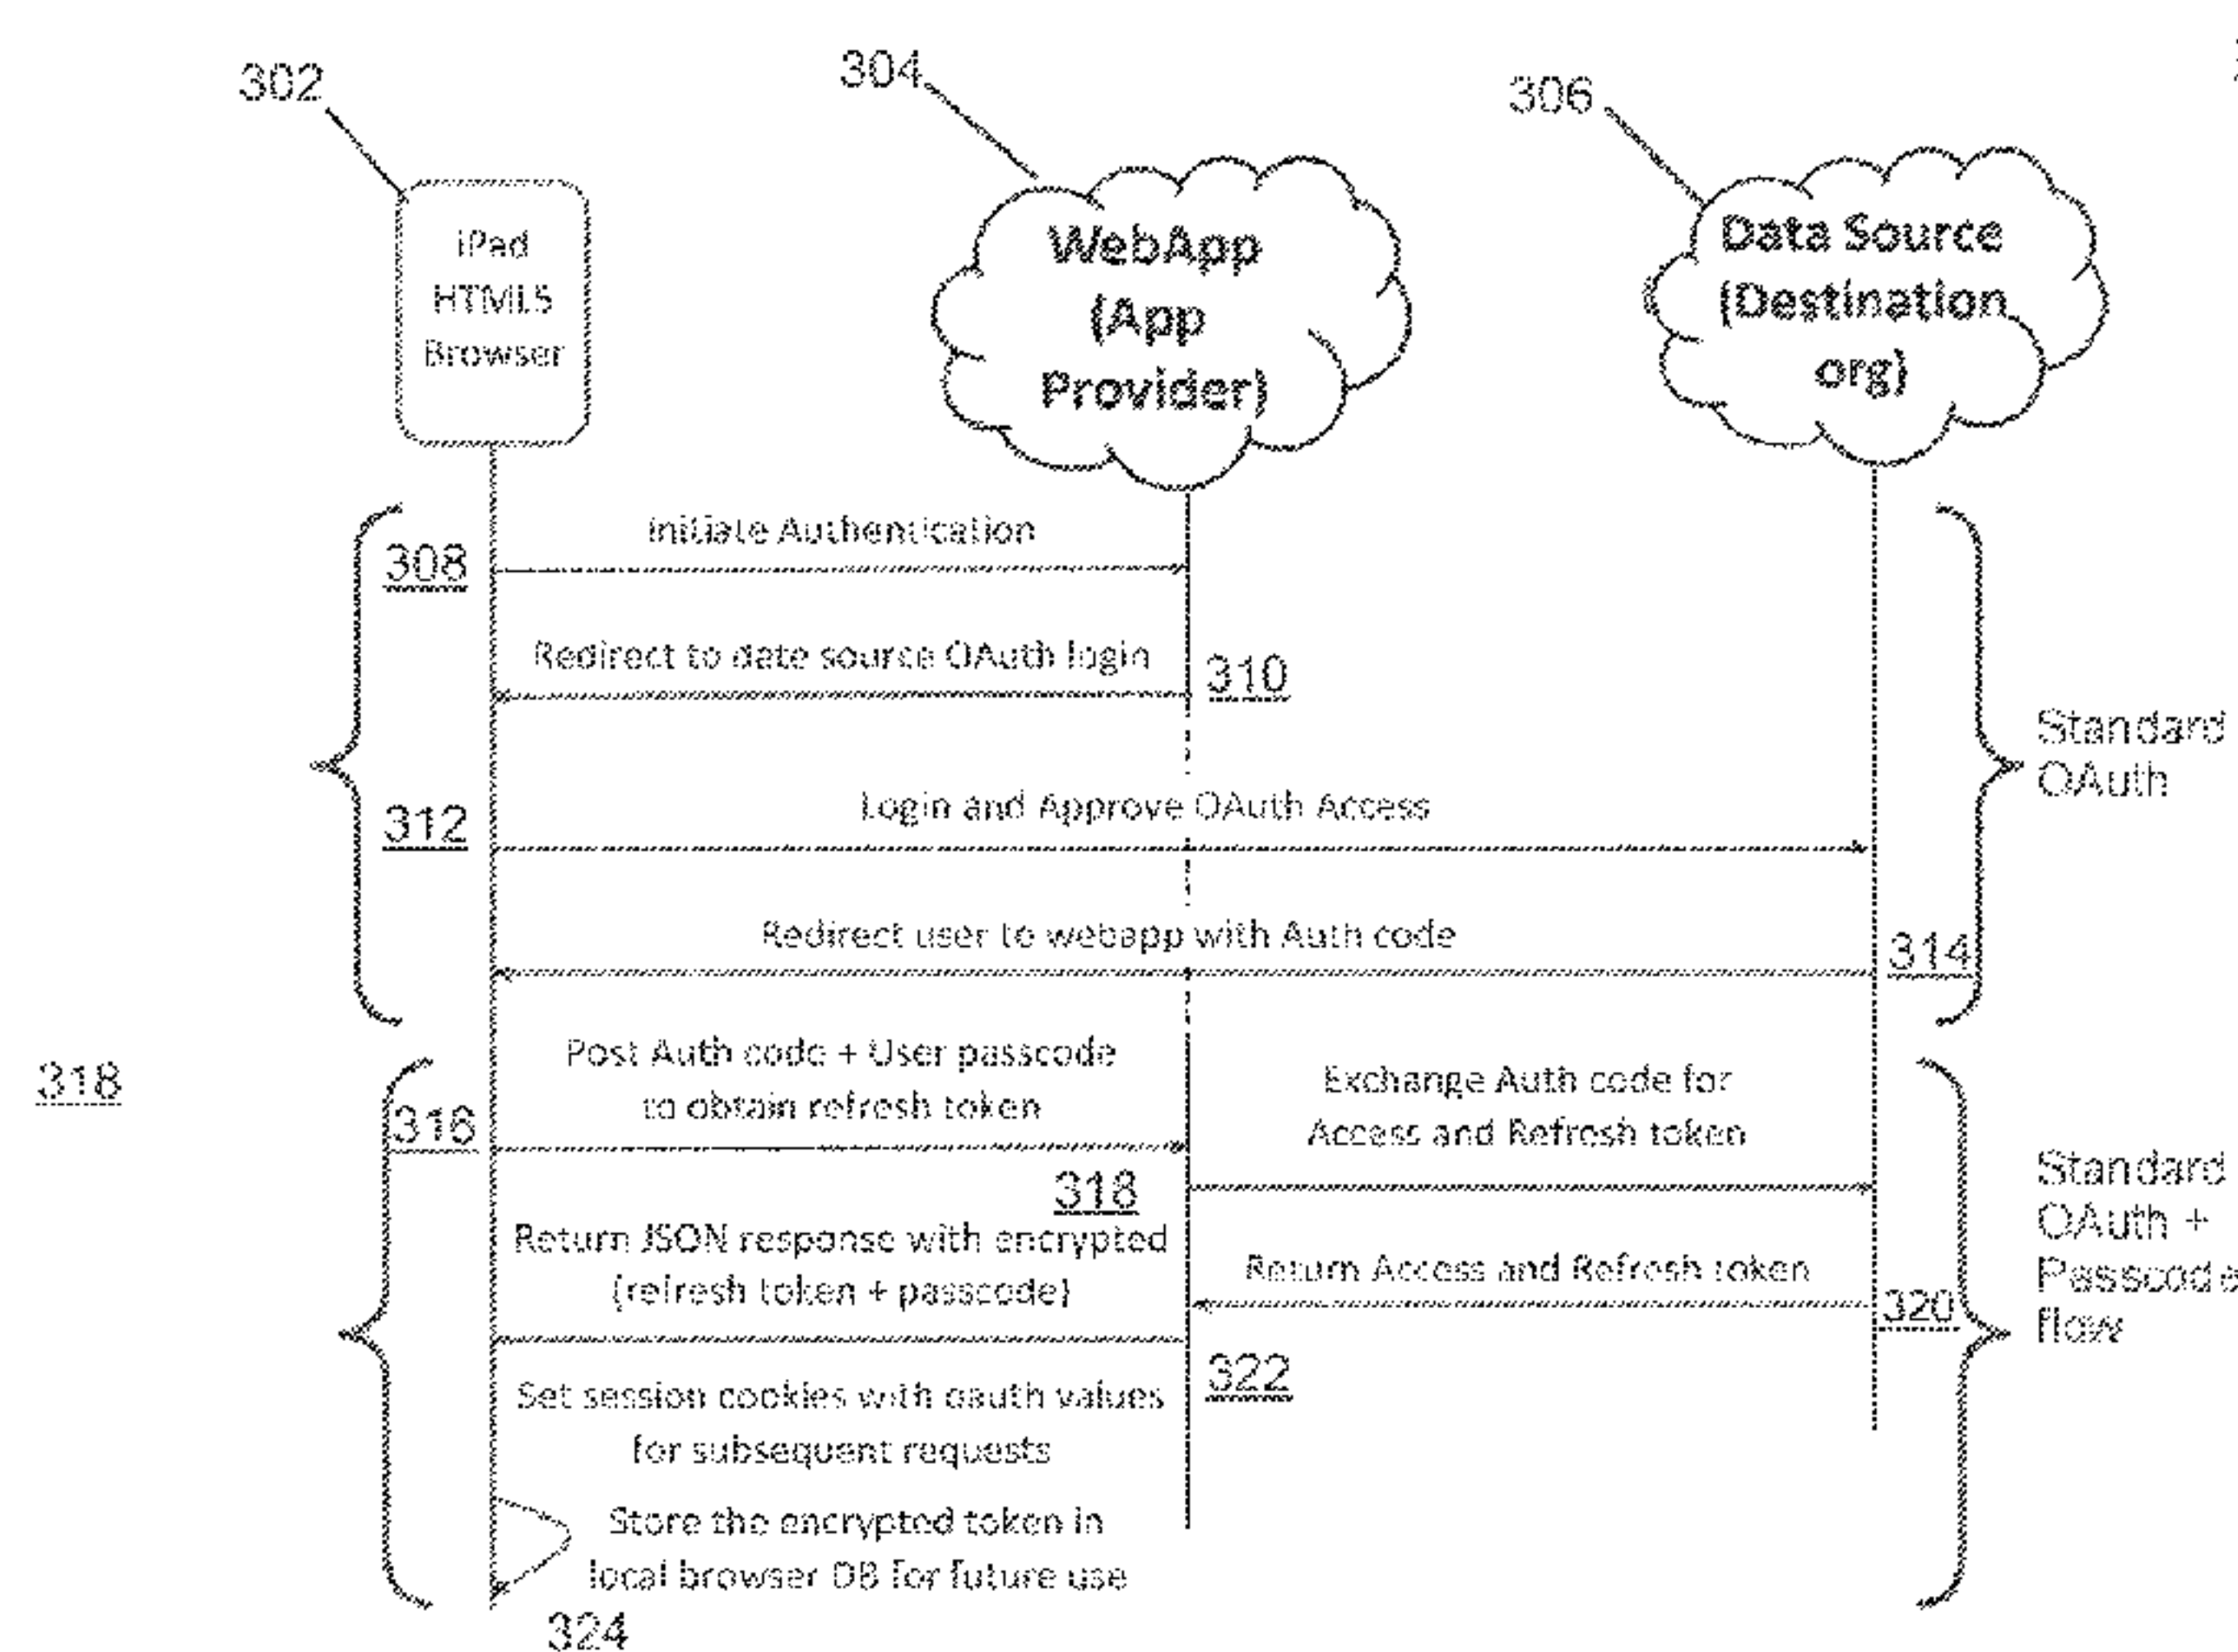 302
304
306
iPad
HTML5
Browser
WebApp
(App
Provider)
Data Source
(Destination
org)
Initiate Authentication
308
Redirect to date source OAuth login
310
Standard
OAuth
Login and Approve OAuth Access
312
Redirect user to webapp with Auth code
314
318
Post Auth code + User passcode
to obtain refresh token
316
Exchange Auth code for
Access and Refresh token
318
Standard
OAuth +
Passcode
flow
Return JSON response with encrypted
(refresh token + passcode)
Return Access and Refresh token
320
322
Set session cookies with oauth values
for subsequent requests
Store the encrypted token in
local browser DB for future use
324